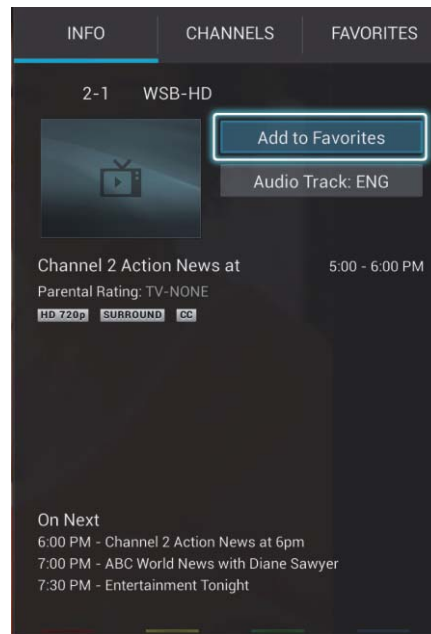 INFO CHANNELS FAVORITES
2-1 WSB-HD
Add to Favorites
Audio Track: ENG
Channel 2 Action News at 5:00 - 6:00 PM
Parental Rating: TV-NONE
HD 720p SURROUND CC
On Next
6:00 PM - Channel 2 Action News at 6pm
7:00 PM - ABC World News with Diane Sawyer
7:30 PM - Entertainment Tonight